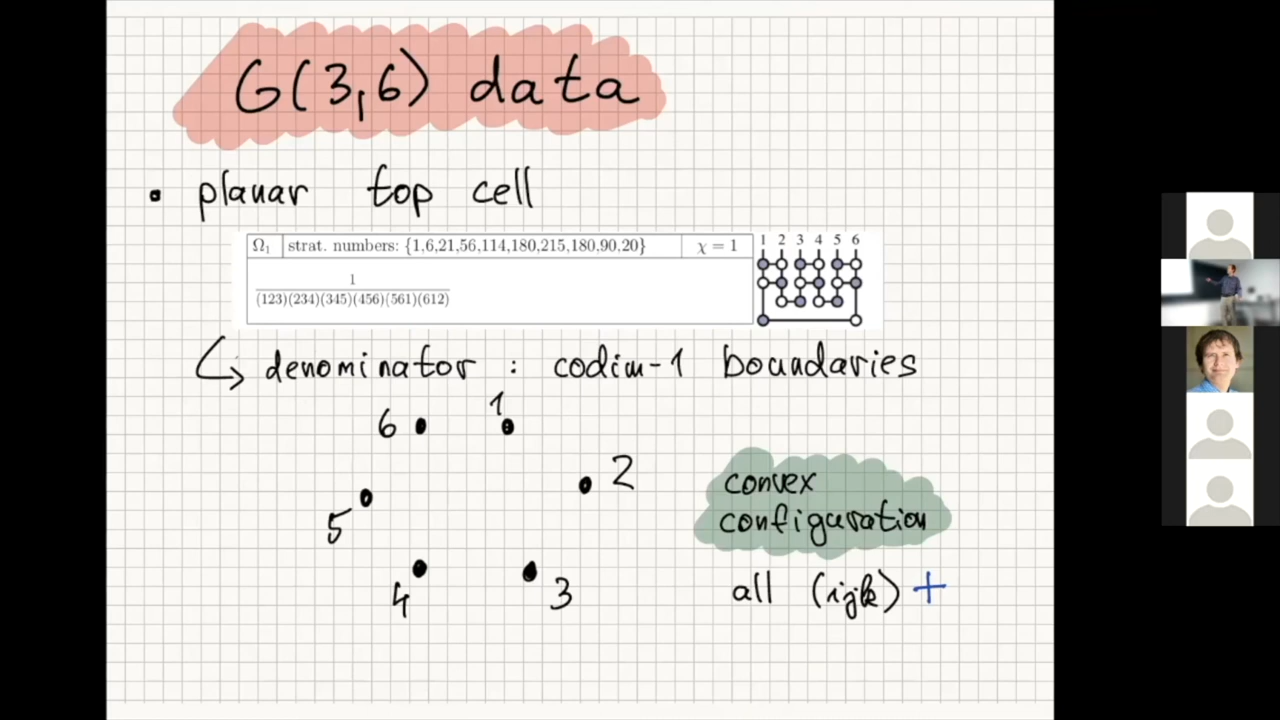 G(3,6) data
• planar top cell
Ω₁ strat. numbers: {1,6,21,56,114,180,215,180,90,20} χ = 1
1
(123)(234)(345)(456)(561)(612)
1 2 3 4 5 6
↳ denominator : codim-1 boundaries
6 1
2
5
4 3
convex
configuration
all (ijk) +